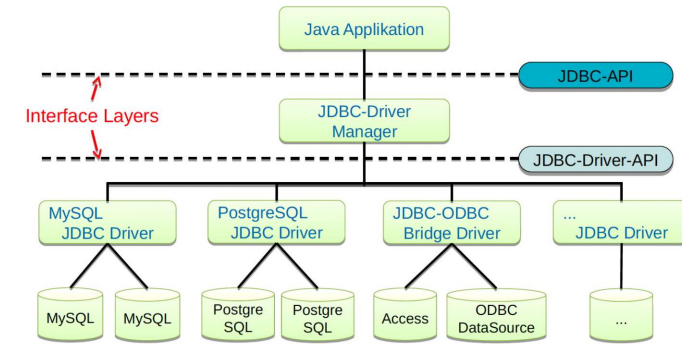 Java Applikation
JDBC-API
Interface Layers
JDBC-Driver
Manager
JDBC-Driver-API
MySQL
JDBC Driver
PostgreSQL
JDBC Driver
JDBC-ODBC
Bridge Driver
...
JDBC Driver
MySQL
MySQL
Postgre
SQL
Postgre
SQL
Access
ODBC
DataSource
...